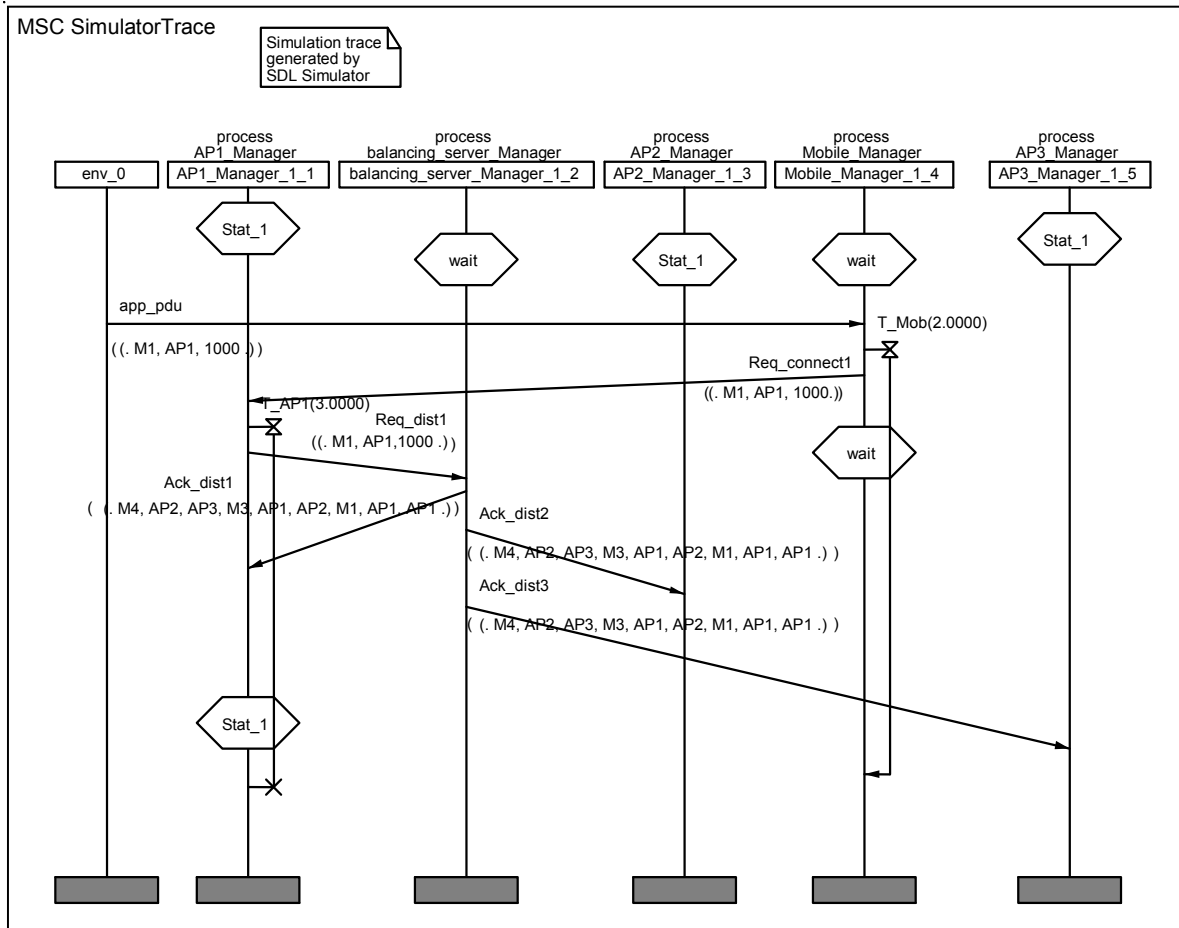 MSC SimulatorTrace
Simulation trace
generated by
SDL Simulator
process
AP1_Manager
process
balancing_server_Manager
process
AP2_Manager
process
Mobile_Manager
process
AP3_Manager
env_0
AP1_Manager_1_1
balancing_server_Manager_1_2
AP2_Manager_1_3
Mobile_Manager_1_4
AP3_Manager_1_5
Stat_1
wait
Stat_1
wait
Stat_1
app_pdu
((. M1, AP1, 1000 .))
T_Mob(2.0000)
Req_connect1
((. M1, AP1, 1000.))
T_AP1(3.0000)
Req_dist1
((. M1, AP1,1000 .))
wait
Ack_dist1
( (. M4, AP2, AP3, M3, AP1, AP2, M1, AP1, AP1 .))
Ack_dist2
( (. M4, AP2, AP3, M3, AP1, AP2, M1, AP1, AP1 .) )
Ack_dist3
( (. M4, AP2, AP3, M3, AP1, AP2, M1, AP1, AP1 .) )
Stat_1